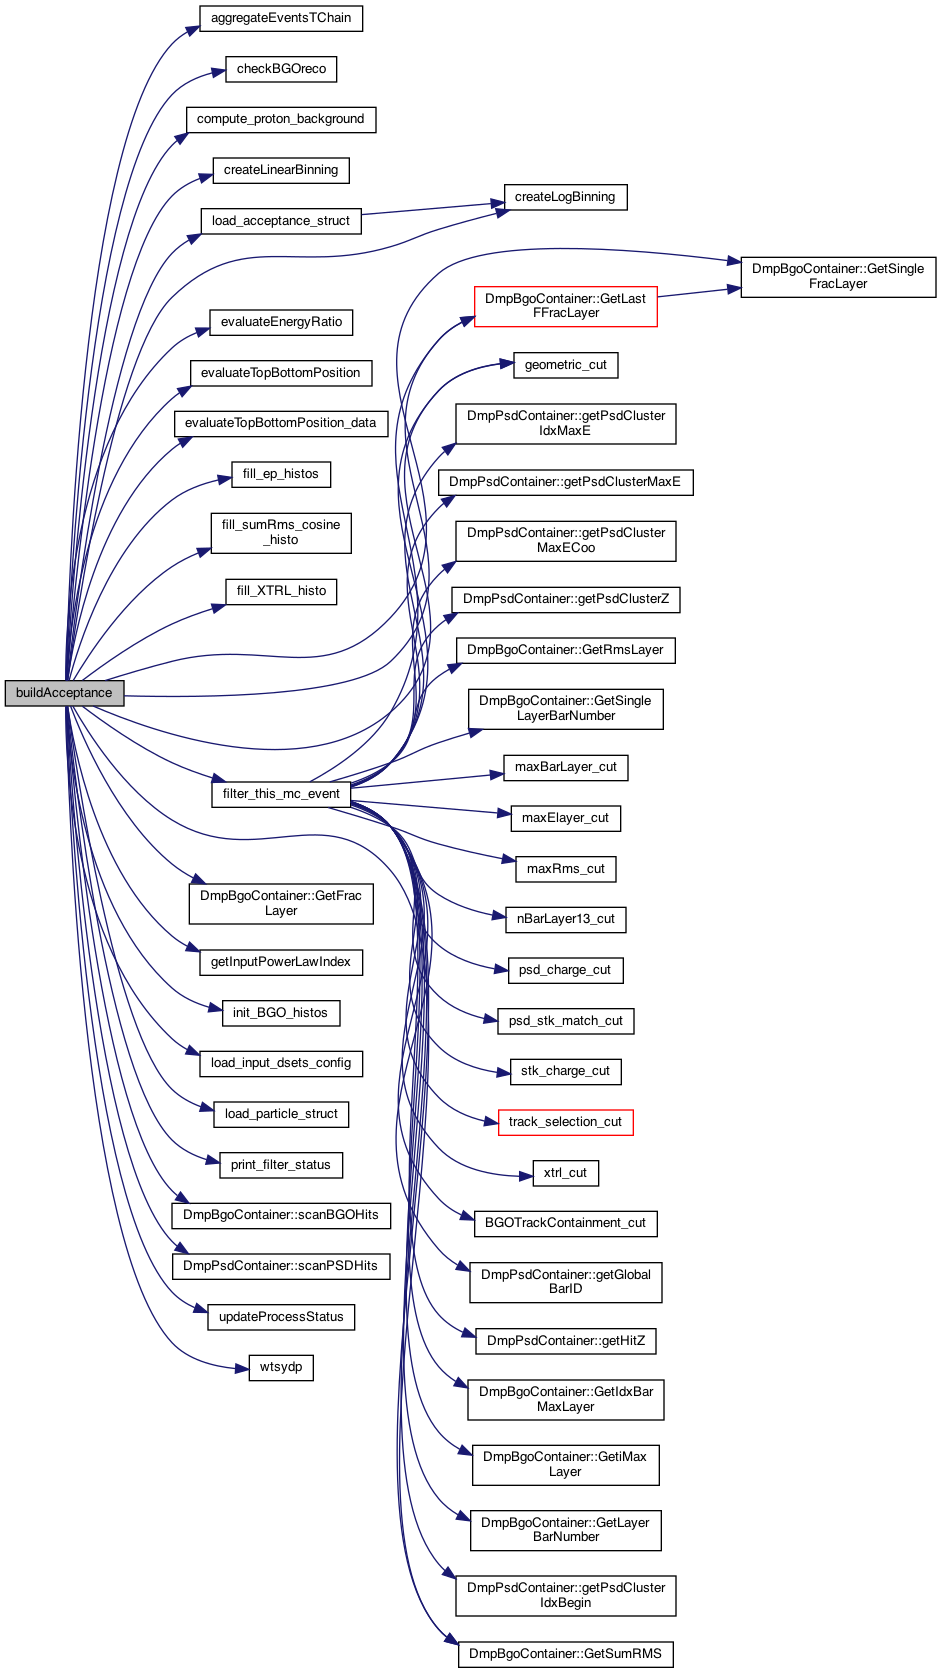 aggregateEventsTChain
checkBGOreco
compute_proton_background
createLinearBinning
load_acceptance_struct
evaluateEnergyRatio
evaluateTopBottomPosition
evaluateTopBottomPosition_data
fill_ep_histos
fill_sumRms_cosine
_histo
fill_XTRL_histo
buildAcceptance
filter_this_mc_event
DmpBgoContainer::GetFrac
Layer
getInputPowerLawIndex
init_BGO_histos
load_input_dsets_config
load_particle_struct
print_filter_status
DmpBgoContainer::scanBGOHits
DmpPsdContainer::scanPSDHits
updateProcessStatus
wtsydp
createLogBinning
DmpBgoContainer::GetLast
FFracLayer
geometric_cut
DmpPsdContainer::getPsdCluster
IdxMaxE
DmpPsdContainer::getPsdClusterMaxE
DmpPsdContainer::getPsdCluster
MaxECoo
DmpPsdContainer::getPsdClusterZ
DmpBgoContainer::GetRmsLayer
DmpBgoContainer::GetSingle
LayerBarNumber
maxBarLayer_cut
maxElayer_cut
maxRms_cut
nBarLayer13_cut
psd_charge_cut
psd_stk_match_cut
stk_charge_cut
track_selection_cut
xtrl_cut
BGOTrackContainment_cut
DmpPsdContainer::getGlobal
BarID
DmpPsdContainer::getHitZ
DmpBgoContainer::GetIdxBar
MaxLayer
DmpBgoContainer::GetiMax
Layer
DmpBgoContainer::GetLayer
BarNumber
DmpPsdContainer::getPsdCluster
IdxBegin
DmpBgoContainer::GetSumRMS
DmpBgoContainer::GetSingle
FracLayer